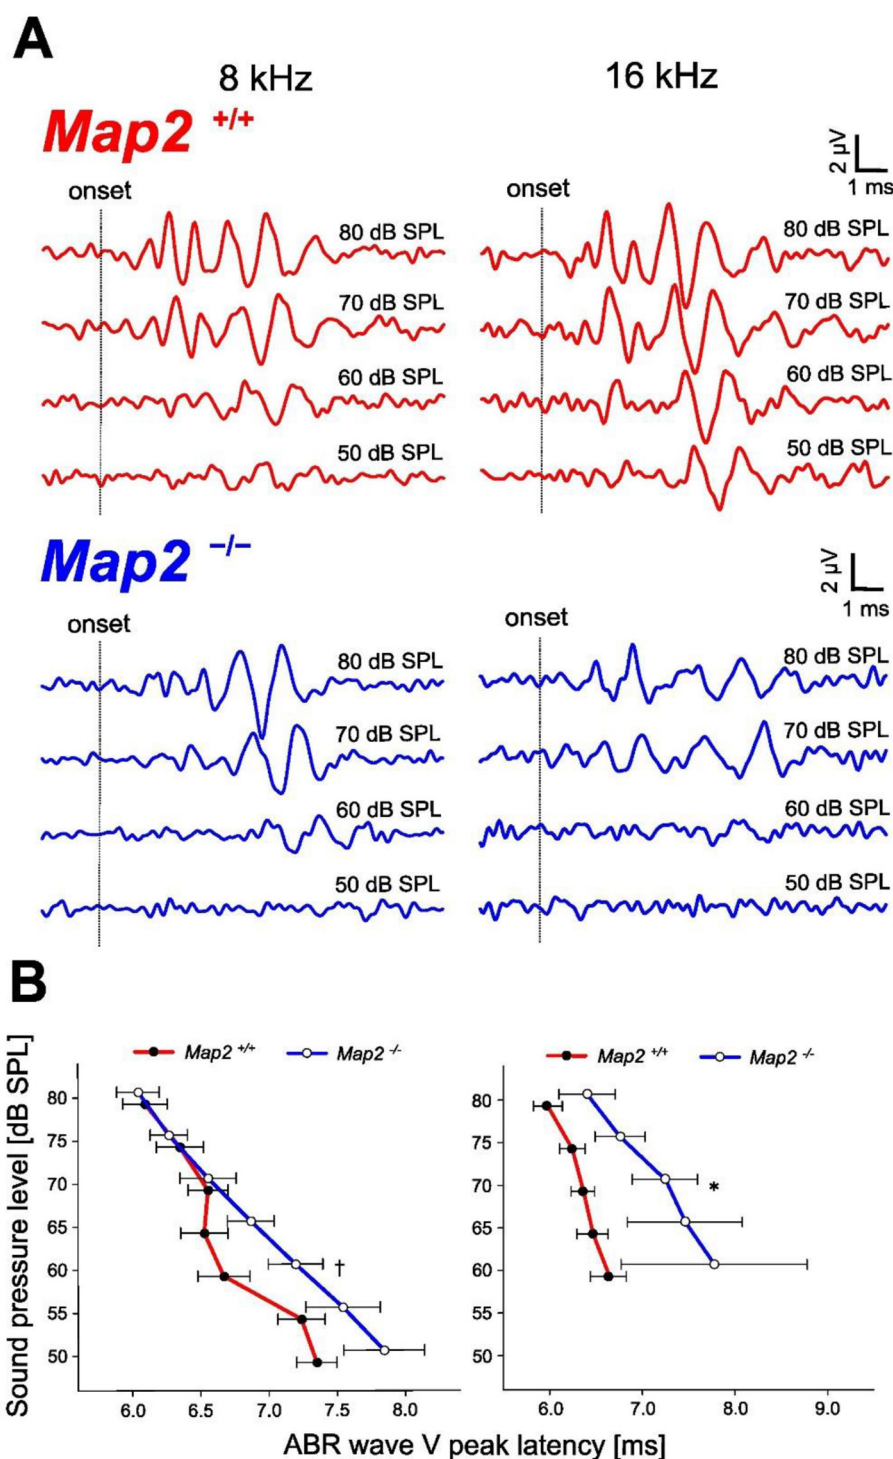 A
8 kHz
16 kHz
Map2 +/+
2 µV
1 ms
onset
onset
80 dB SPL
80 dB SPL
70 dB SPL
70 dB SPL
60 dB SPL
60 dB SPL
50 dB SPL
50 dB SPL
Map2 –/–
2 µV
1 ms
onset
onset
80 dB SPL
80 dB SPL
70 dB SPL
70 dB SPL
60 dB SPL
60 dB SPL
50 dB SPL
50 dB SPL
B
Sound pressure level [dB SPL]
Map2 +/+
Map2 -/-
80
75
70
65
60
55
50
†
6.0 6.5 7.0 7.5 8.0
Map2 +/+
Map2 -/-
80
75
70
65
60
55
50
*
6.0 7.0 8.0 9.0
ABR wave V peak latency [ms]